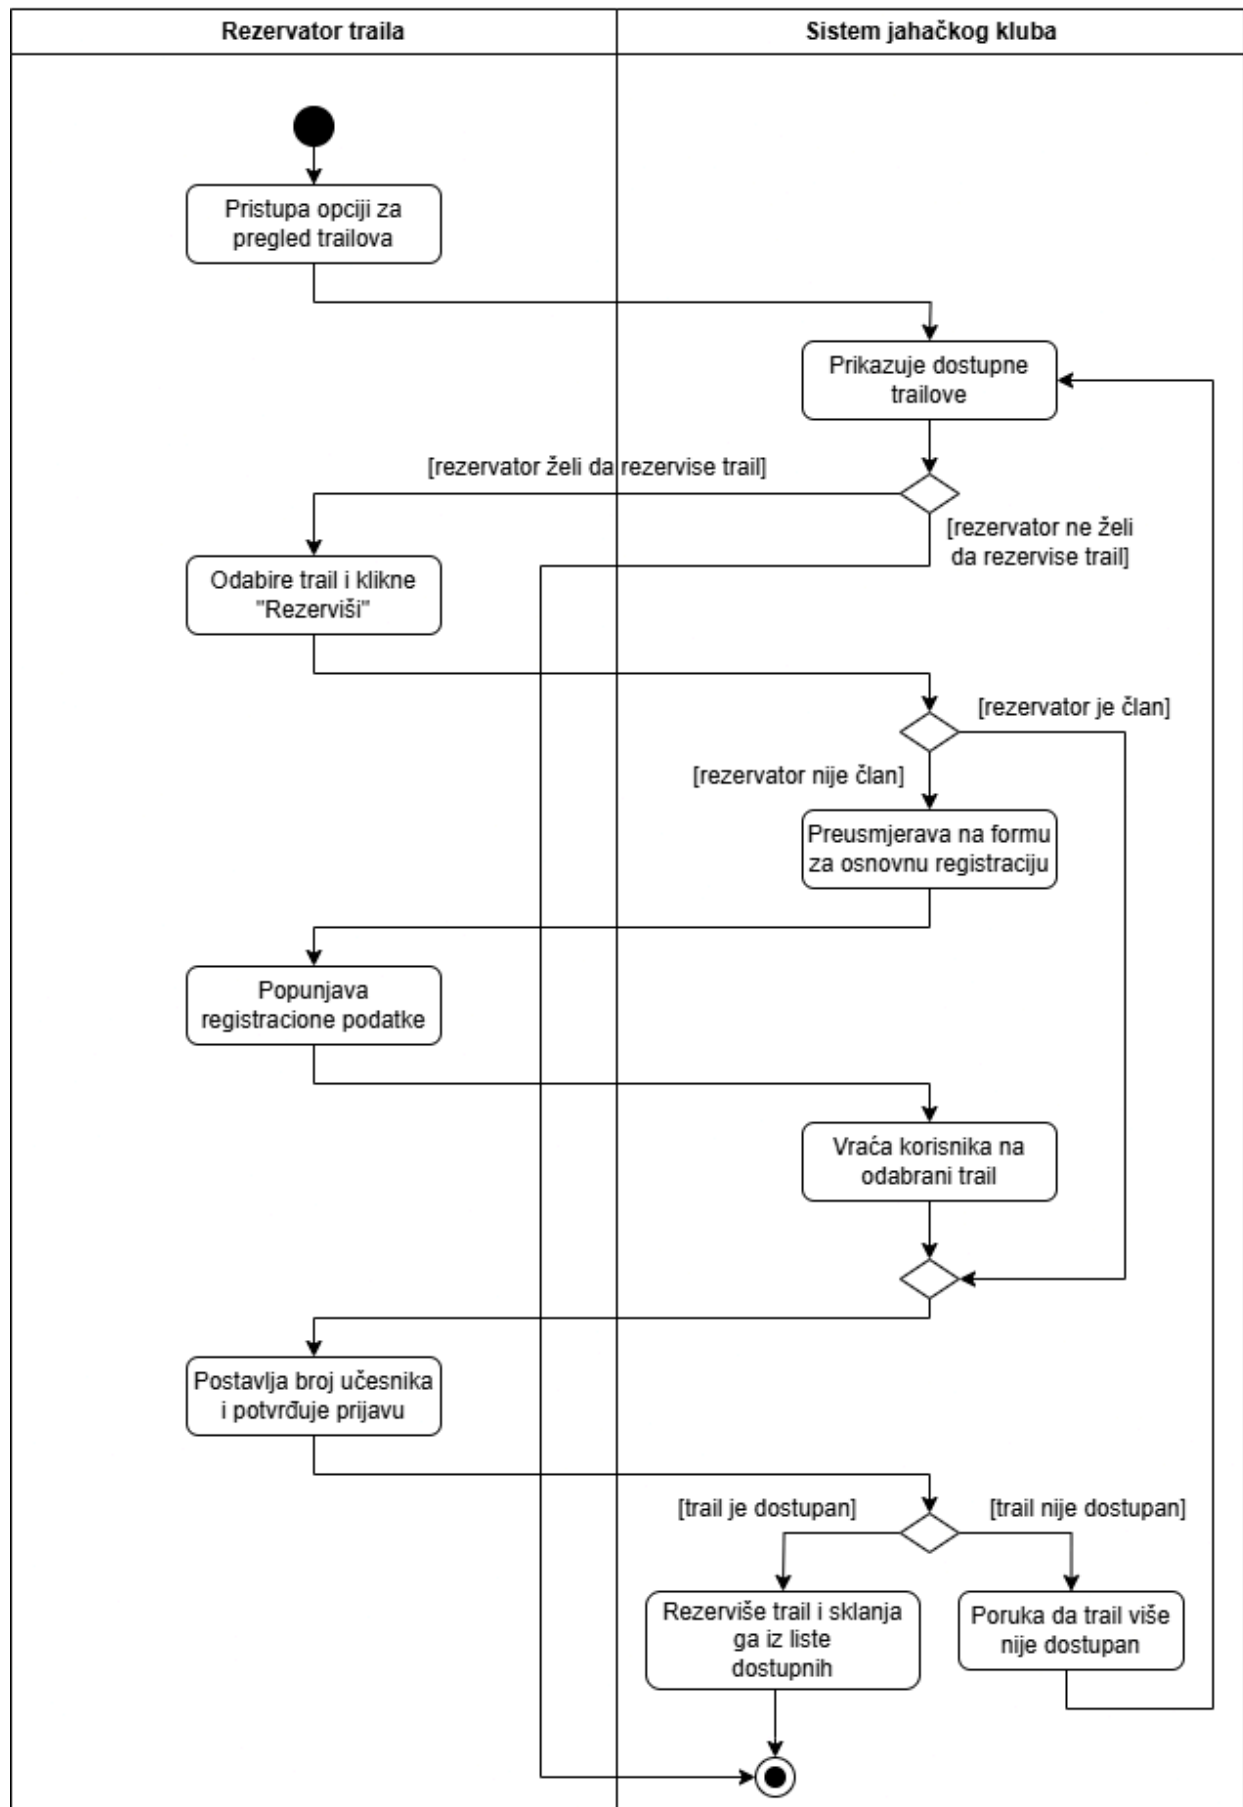 Rezervator traila
Sistem jahačkog kluba
Pristupa opciji za
pregled trailova
Prikazuje dostupne
trailove
[rezervator želi da rezervise trail]
[rezervator ne želi
da rezervise trail]
Odabire trail i klikne
"Rezerviši"
[rezervator je član]
[rezervator nije član]
Preusmjerava na formu
za osnovnu registraciju
Popunjava
registracione podatke
Vraća korisnika na
odabrani trail
Postavlja broj učesnika
i potvrđuje prijavu
[trail je dostupan]
[trail nije dostupan]
Rezerviše trail i sklanja
ga iz liste
dostupnih
Poruka da trail više
nije dostupan